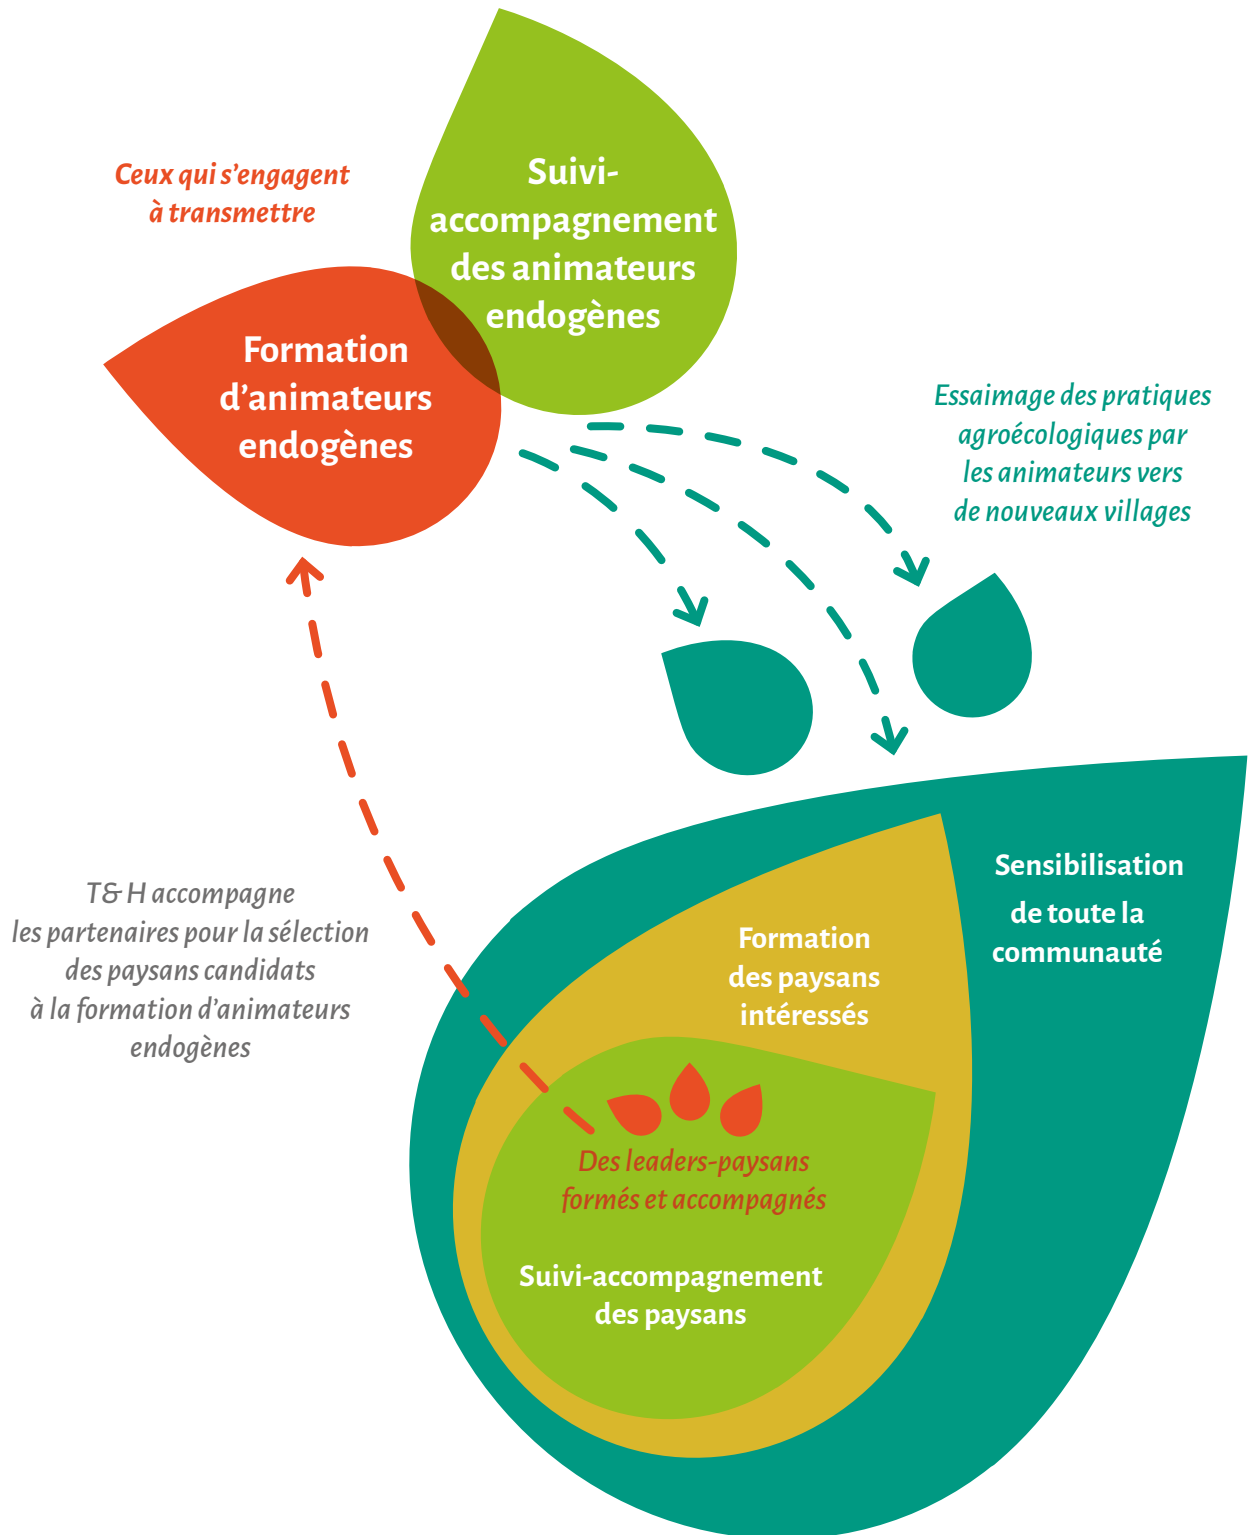 Ceux qui s’engagent
à transmettre
Suivi-
accompagnement
des animateurs
endogènes
Formation
d’animateurs
endogènes
Essaimage des pratiques
agroécologiques par
les animateurs vers
de nouveaux villages
T&H accompagne
les partenaires pour la sélection
des paysans candidats
à la formation d’animateurs
endogènes
Sensibilisation
de toute la
communauté
Formation
des paysans
intéressés
Des leaders-paysans
formés et accompagnés
Suivi-accompagnement
des paysans